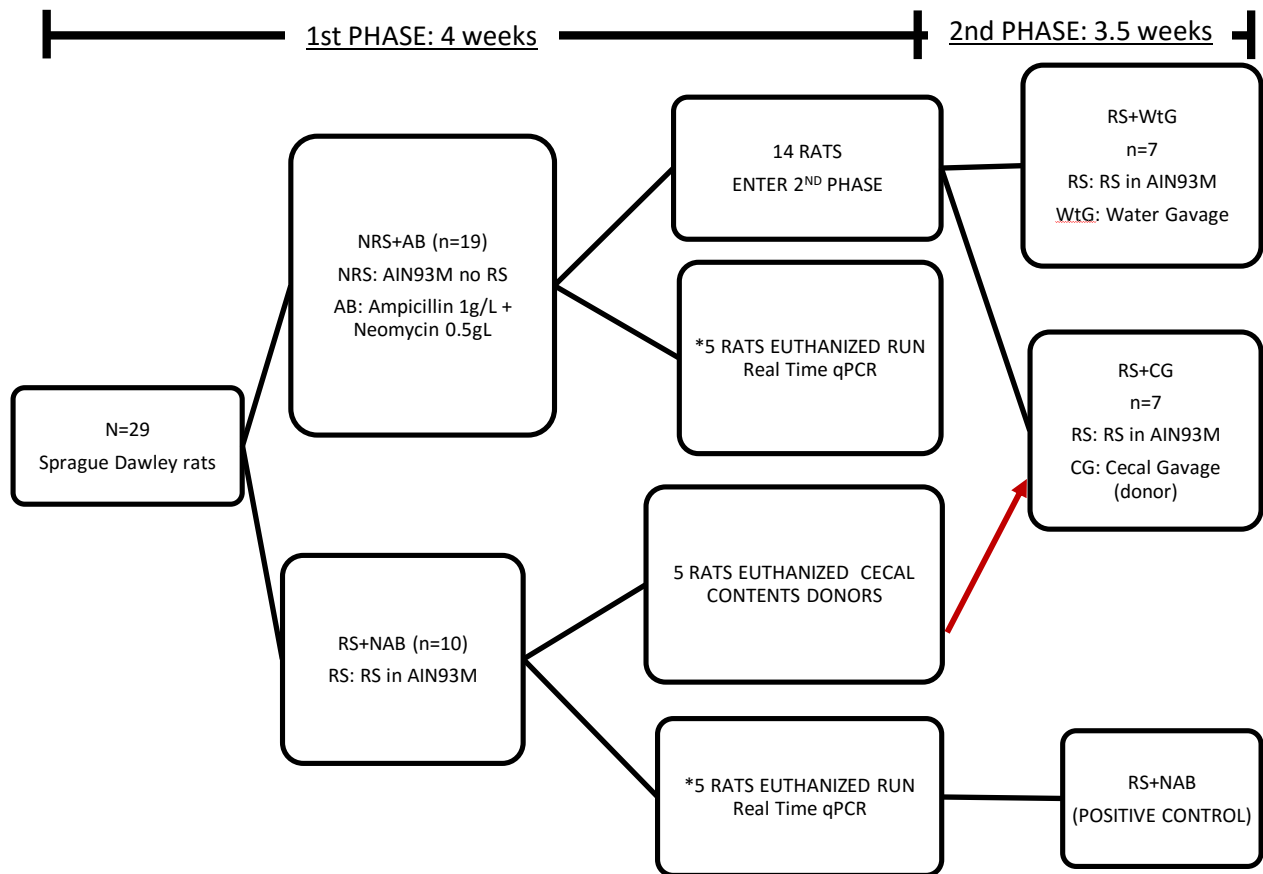 1st PHASE: 4 weeks
2nd PHASE: 3.5 weeks
N=29
Sprague Dawley rats
NRS+AB (n=19)
NRS: AIN93M no RS
AB: Ampicillin 1g/L +
Neomycin 0.5gL
RS+NAB (n=10)
RS: RS in AIN93M
14 RATS
ENTER 2ND PHASE
*5 RATS EUTHANIZED RUN
Real Time qPCR
5 RATS EUTHANIZED CECAL
CONTENTS DONORS
*5 RATS EUTHANIZED RUN
Real Time qPCR
RS+WtG
n=7
RS: RS in AIN93M
WtG: Water Gavage
RS+CG
n=7
RS: RS in AIN93M
CG: Cecal Gavage
(donor)
RS+NAB
(POSITIVE CONTROL)